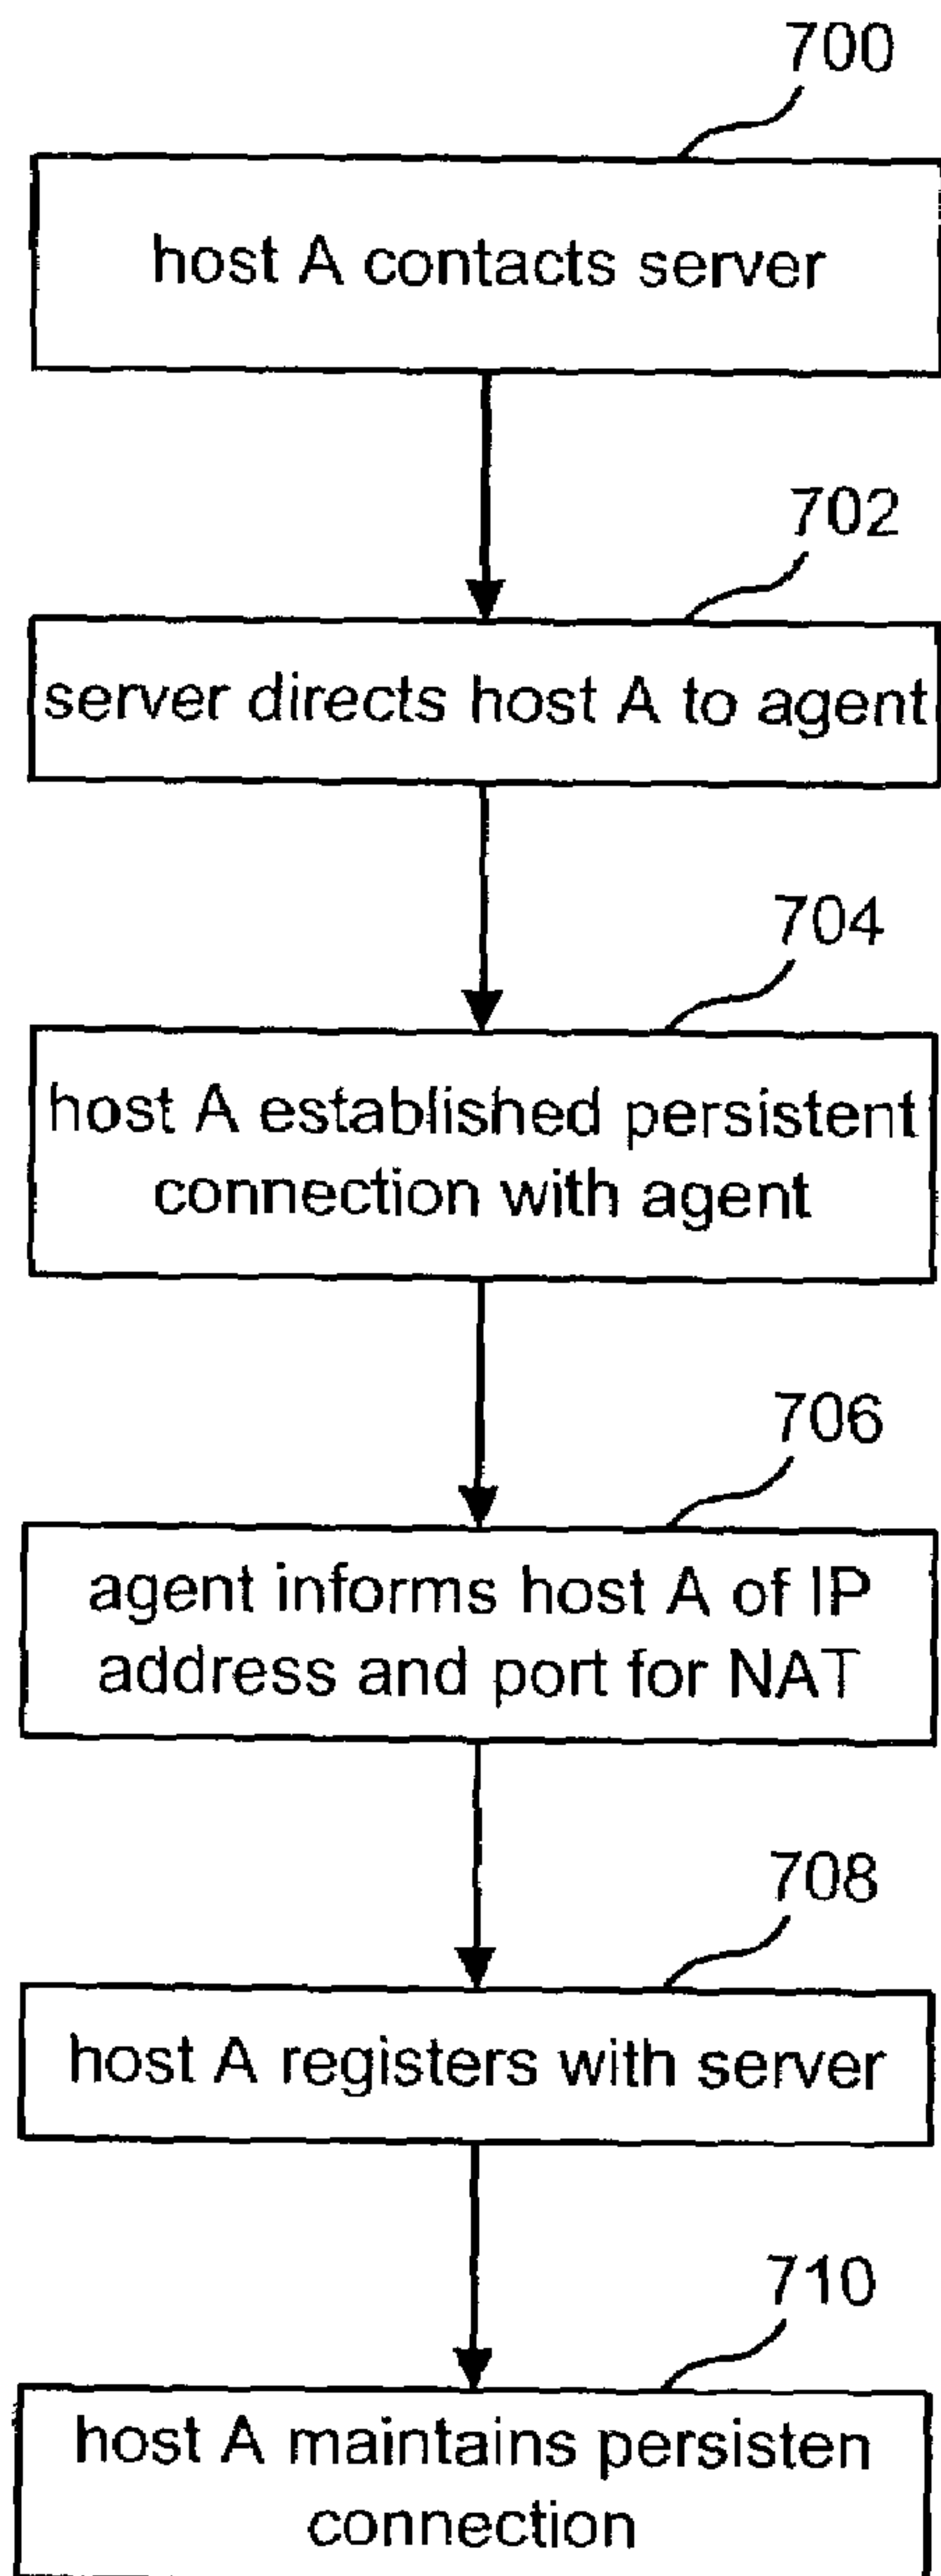 700
host A contacts server
702
server directs host A to agent
704
host A established persistent
connection with agent
706
agent informs host A of IP
address and port for NAT
708
host A registers with server
710
host A maintains persisten
connection